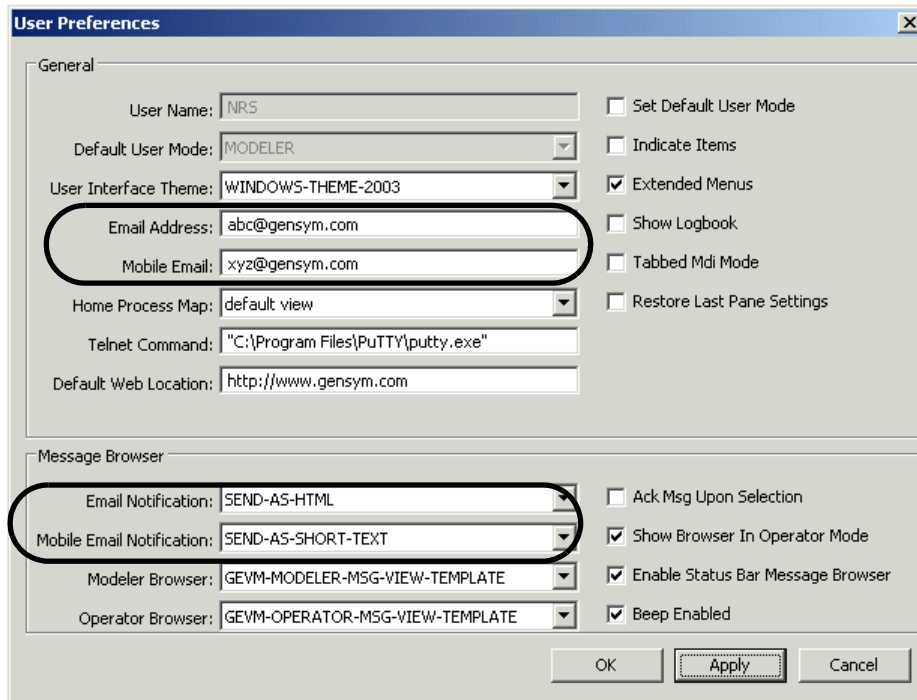 User Preferences
General
User Name: NRS
Set Default User Mode
Default User Mode: MODELER
Indicate Items
User Interface Theme: WINDOWS-THEME-2003
Extended Menus
Email Address: abc@gensym.com
Show Logbook
Mobile Email: xyz@gensym.com
Tabbed Mdi Mode
Home Process Map: default view
Restore Last Pane Settings
Telnet Command: "C:\Program Files\PuTTY\putty.exe"
Default Web Location: http://www.gensym.com
Message Browser
Email Notification: SEND-AS-HTML
Ack Msg Upon Selection
Mobile Email Notification: SEND-AS-SHORT-TEXT
Show Browser In Operator Mode
Modeler Browser: GEVM-MODELER-MSG-VIEW-TEMPLATE
Enable Status Bar Message Browser
Operator Browser: GEVM-OPERATOR-MSG-VIEW-TEMPLATE
Beep Enabled
OK Apply Cancel